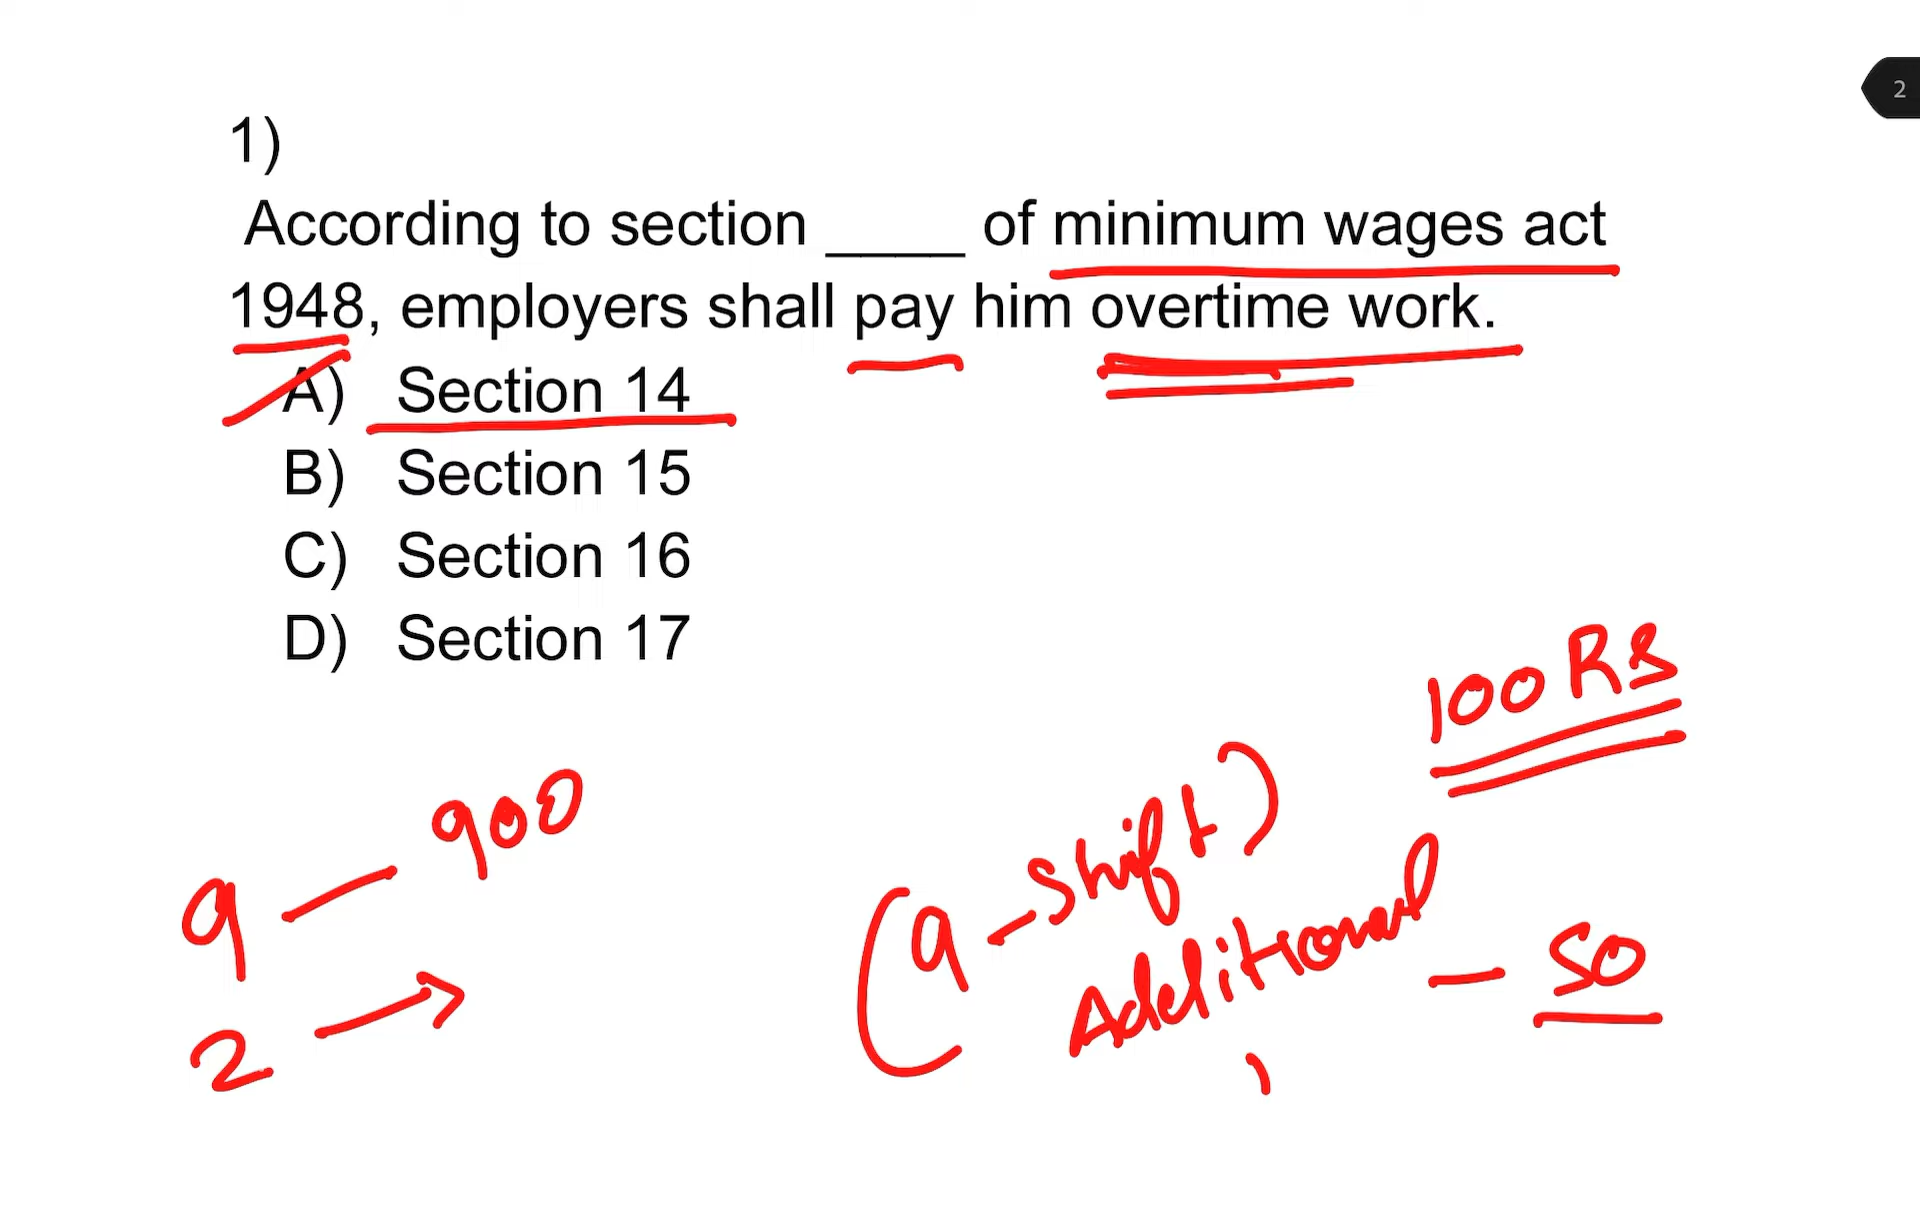 2
1)
According to section ____ of minimum wages act
1948, employers shall pay him overtime work.
A) Section 14
B) Section 15
C) Section 16
D) Section 17
100 RS
9 — 900
(9 - Shift)
Additional — 50
2 →